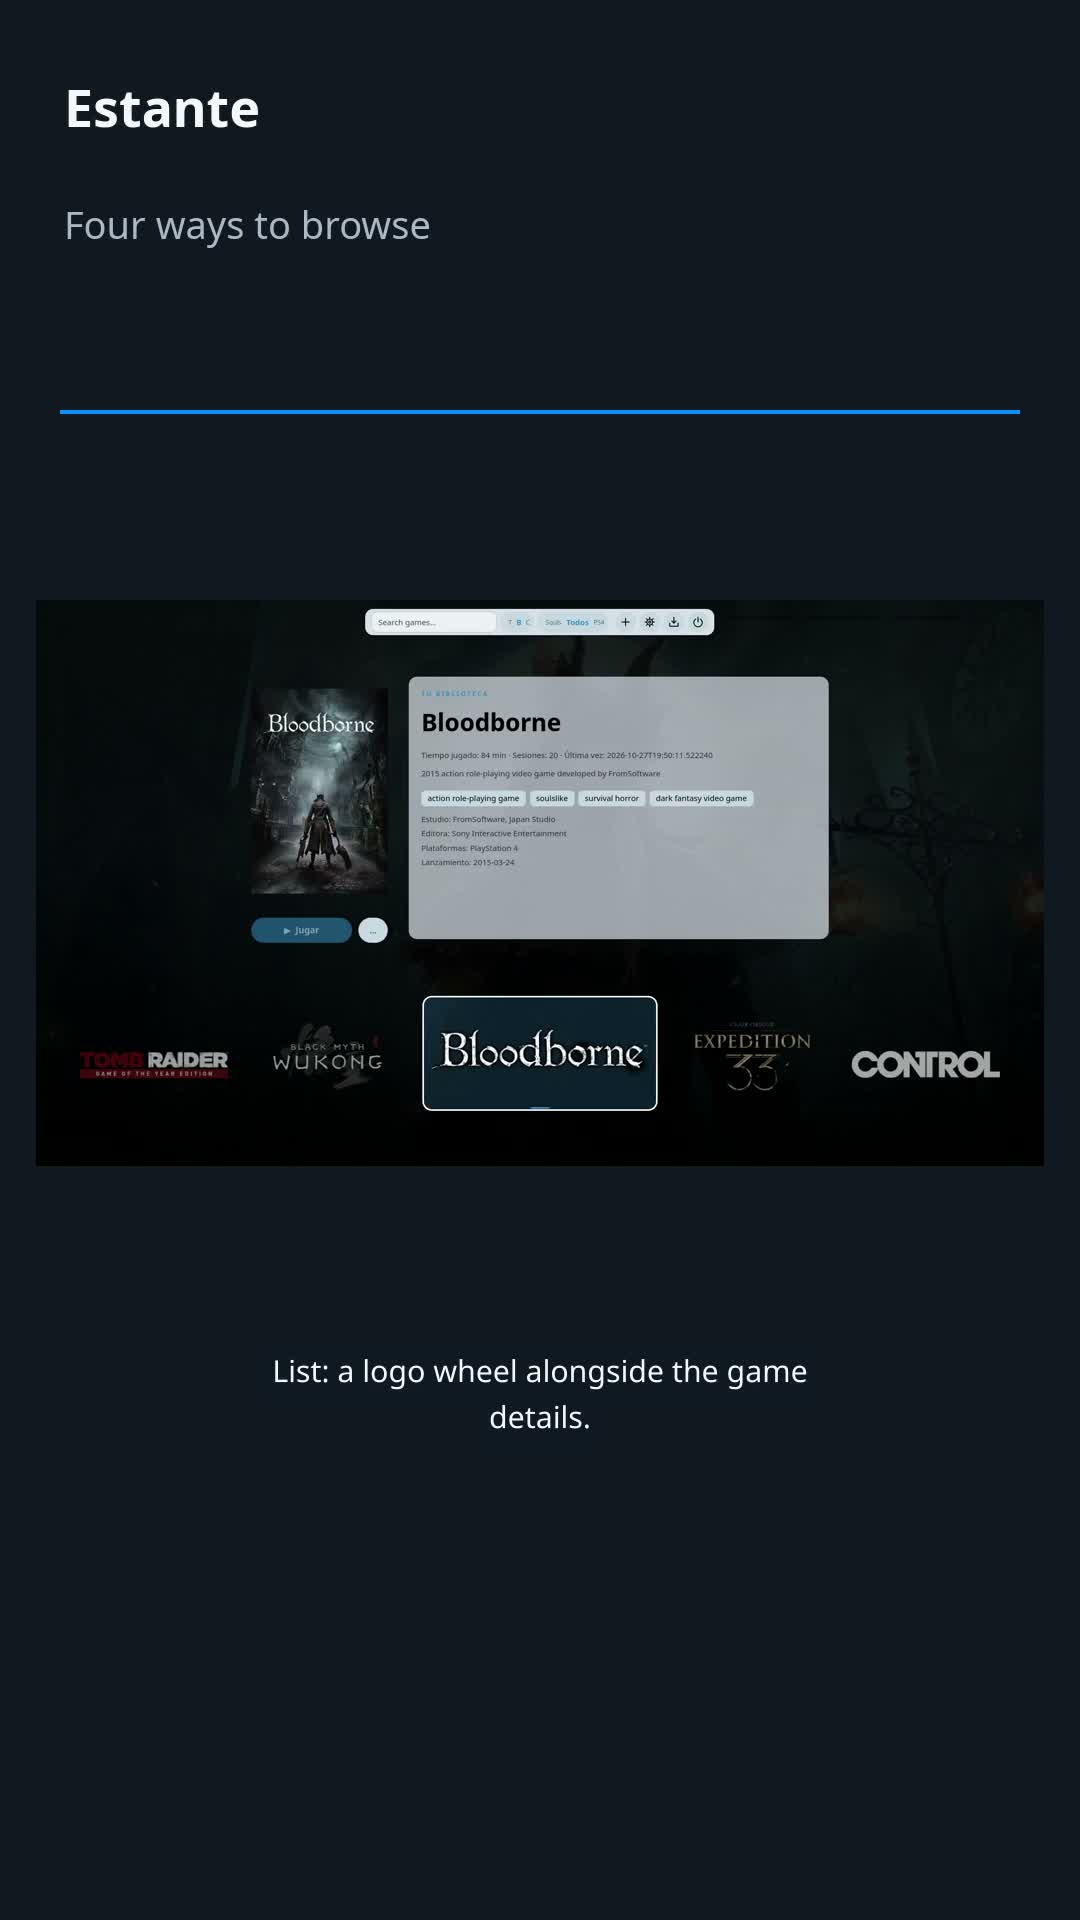 Estante
Four ways to browse
Search games...
T B C
Souls Todos PS4
TU BIBLIOTECA
Bloodborne
Bloodborne
Tiempo jugado: 84 min · Sesiones: 20 · Última vez: 2026-10-27T19:50:11.522240
2015 action role-playing video game developed by FromSoftware
action role-playing game
soulslike
survival horror
dark fantasy video game
Estudio: FromSoftware, Japan Studio
Editora: Sony Interactive Entertainment
Plataformas: PlayStation 4
Lanzamiento: 2015-03-24
▶ Jugar
...
TOMB RAIDER
GAME OF THE YEAR EDITION
BLACK MYTH
WUKONG
Bloodborne
EXPEDITION
33
CONTROL
List: a logo wheel alongside the game
details.